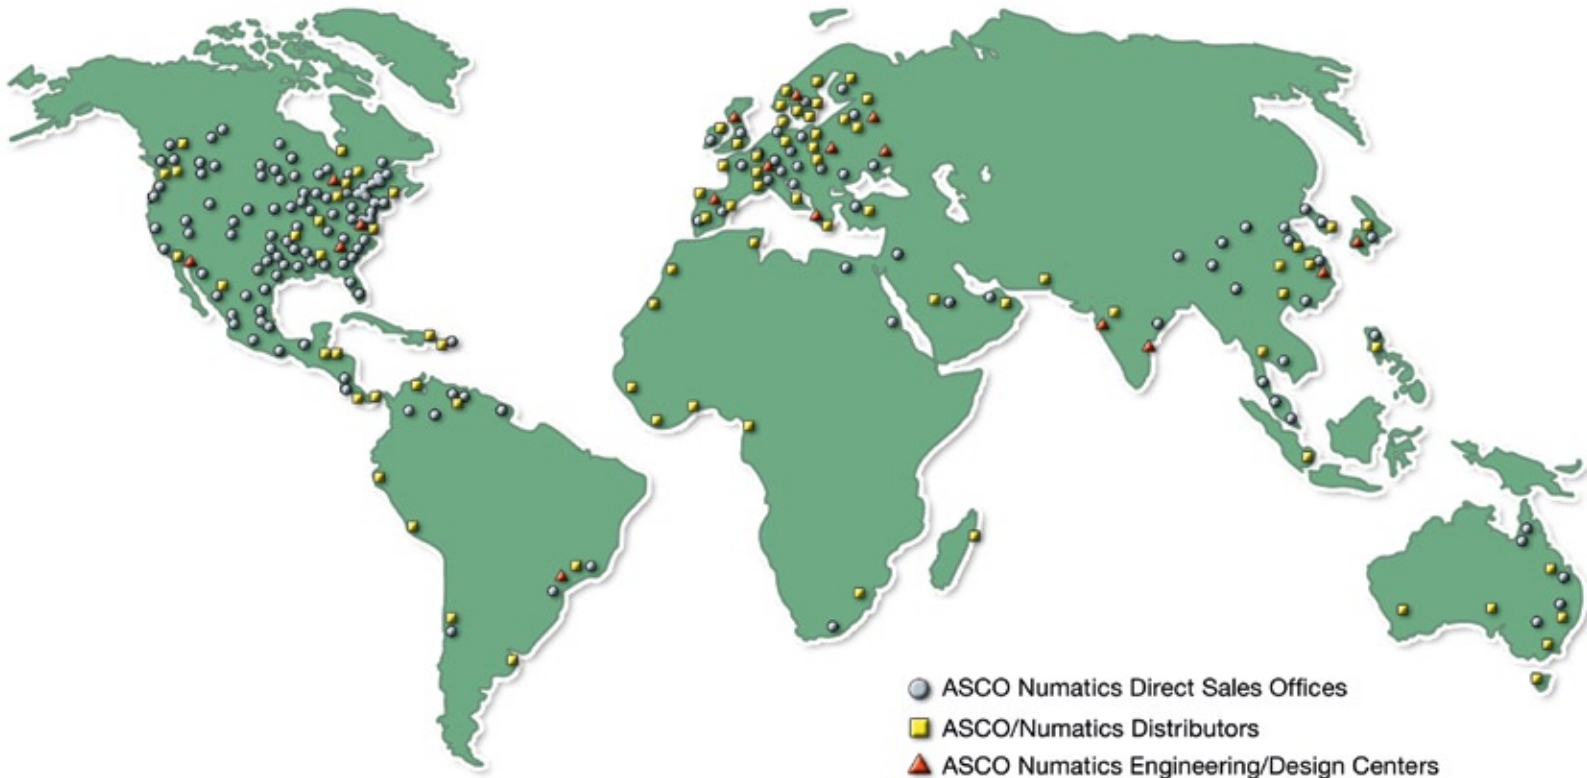 ASCO Numatics Direct Sales Offices
ASCO/Numatics Distributors
ASCO Numatics Engineering/Design Centers